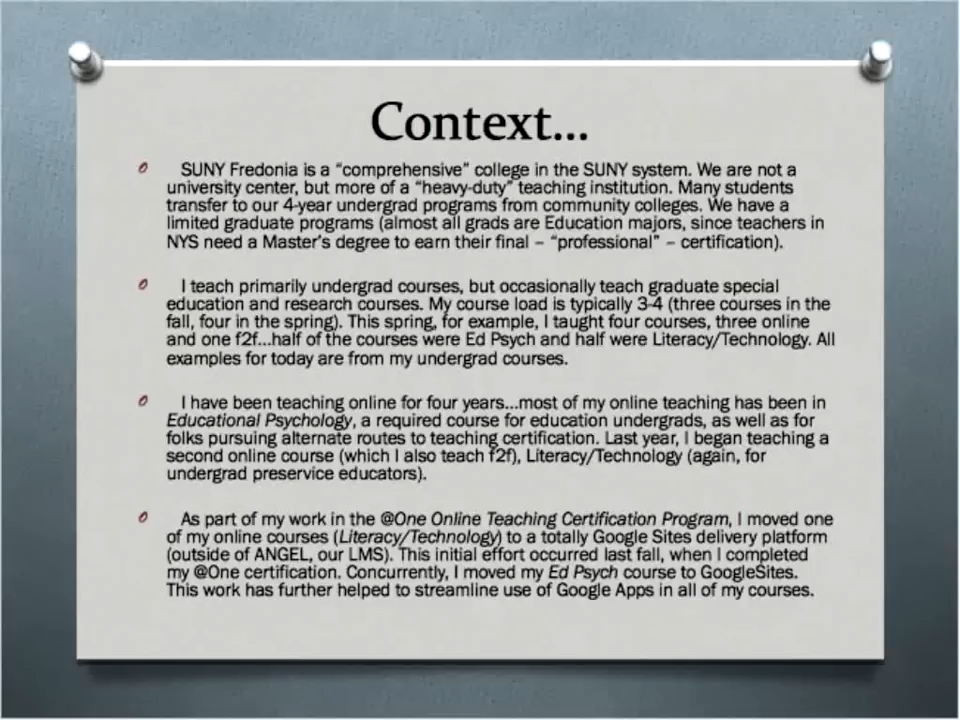 Context...
SUNY Fredonia is a “comprehensive” college in the SUNY system. We are not a
university center, but more of a “heavy-duty” teaching institution. Many students
transfer to our 4-year undergrad programs from community colleges. We have a
limited graduate programs (almost all grads are Education majors, since teachers in
NYS need a Master’s degree to earn their final – “professional” – certification).
I teach primarily undergrad courses, but occasionally teach graduate special
education and research courses. My course load is typically 3-4 (three courses in the
fall, four in the spring). This spring, for example, I taught four courses, three online
and one f2f...half of the courses were Ed Psych and half were Literacy/Technology. All
examples for today are from my undergrad courses.
I have been teaching online for four years...most of my online teaching has been in
Educational Psychology, a required course for education undergrads, as well as for
folks pursuing alternate routes to teaching certification. Last year, I began teaching a
second online course (which I also teach f2f), Literacy/Technology (again, for
undergrad preservice educators).
As part of my work in the @One Online Teaching Certification Program, I moved one
of my online courses (Literacy/Technology) to a totally Google Sites delivery platform
(outside of ANGEL, our LMS). This initial effort occurred last fall, when I completed
my @One certification. Concurrently, I moved my Ed Psych course to GoogleSites.
This work has further helped to streamline use of Google Apps in all of my courses.